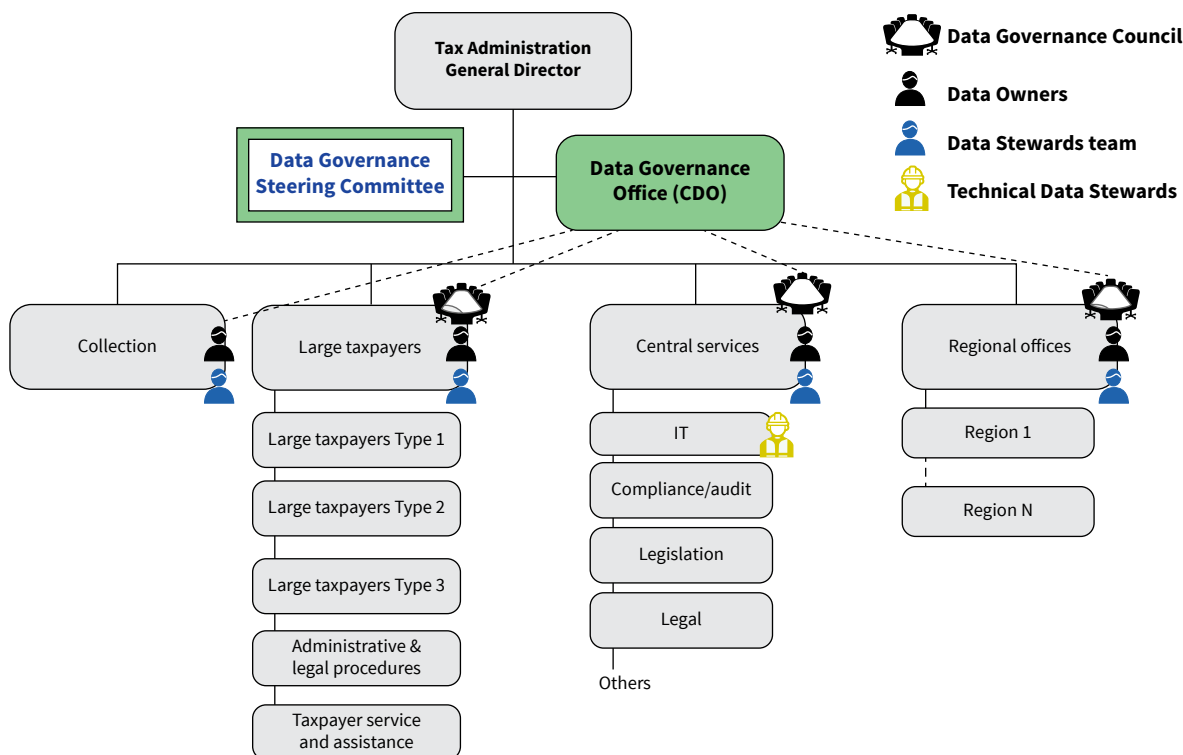 Tax Administration
General Director
Data Governance Council
Data Owners
Data Stewards team
Technical Data Stewards
Data Governance
Steering Committee
Data Governance
Office (CDO)
Collection
Large taxpayers
Central services
Regional offices
Large taxpayers Type 1
Large taxpayers Type 2
Large taxpayers Type 3
Administrative &
legal procedures
Taxpayer service
and assistance
IT
Compliance/audit
Legislation
Legal
Others
Region 1
Region N